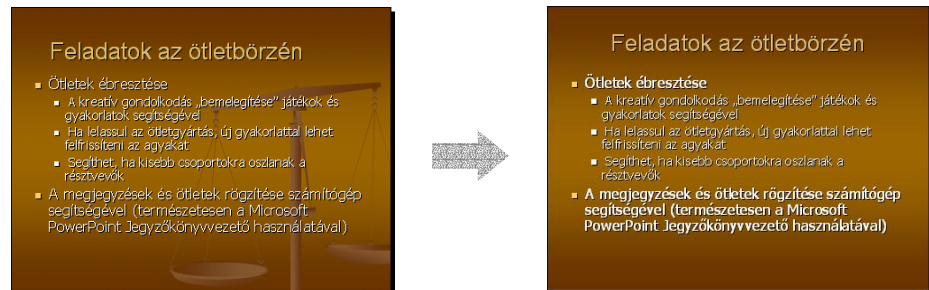 Feladatok az ötletbörzén
Ötletek ébresztése
A kreatív gondolkodás „bemelegítése” játékok és
gyakorlatok segítségével
Ha lelassul az ötletgyártás, új gyakorlattal lehet
felfrissíteni az agyakat
Segíthet, ha kisebb csoportokra oszlanak a
résztvevők
A megjegyzések és ötletek rögzítése számítógép
segítségével (természetesen a Microsoft
PowerPoint Jegyzőkönyvvezető használatával)
Feladatok az ötletbörzén
Ötletek ébresztése
A kreatív gondolkodás „bemelegítése” játékok és
gyakorlatok segítségével
Ha lelassul az ötletgyártás, új gyakorlattal lehet
felfrissíteni az agyakat
Segíthet, ha kisebb csoportokra oszlanak a
résztvevők
A megjegyzések és ötletek rögzítése számítógép
segítségével (természetesen a Microsoft
PowerPoint Jegyzőkönyvvezető használatával)